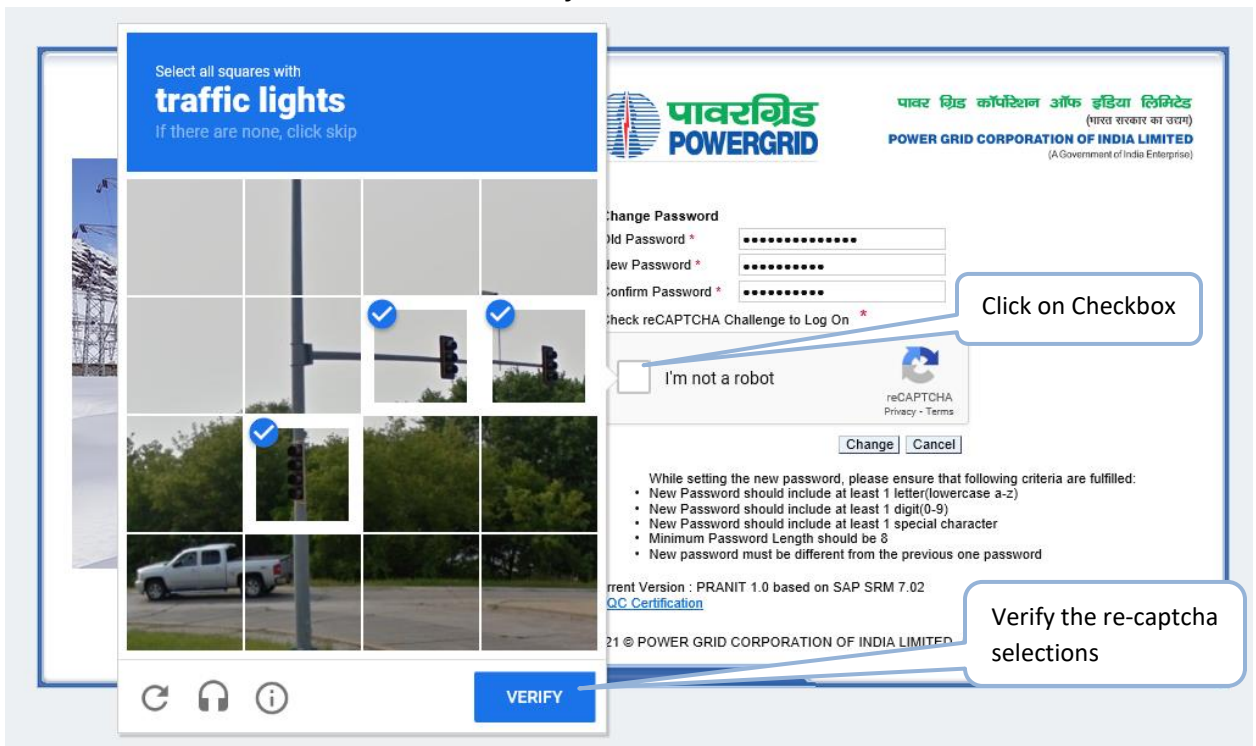 Select all squares with
traffic lights
If there are none, click skip
VERIFY
पावरग्रिड
POWERGRID
पावर ग्रिड कॉर्पोरेशन ऑफ इंडिया लिमिटेड
(भारत सरकार का उद्यम)
POWER GRID CORPORATION OF INDIA LIMITED
(A Government of India Enterprise)
hange Password
ld Password *
ew Password *
onfirm Password *
heck reCAPTCHA Challenge to Log On *
Click on Checkbox
I'm not a robot
reCAPTCHA
Privacy - Terms
Change Cancel
While setting the new password, please ensure that following criteria are fulfilled:
• New Password should include at least 1 letter(lowercase a-z)
• New Password should include at least 1 digit(0-9)
• New Password should include at least 1 special character
• Minimum Password Length should be 8
• New password must be different from the previous one password
rrent Version : PRANIT 1.0 based on SAP SRM 7.02
QC Certification
21 © POWER GRID CORPORATION OF INDIA LIMITED
Verify the re-captcha
selections